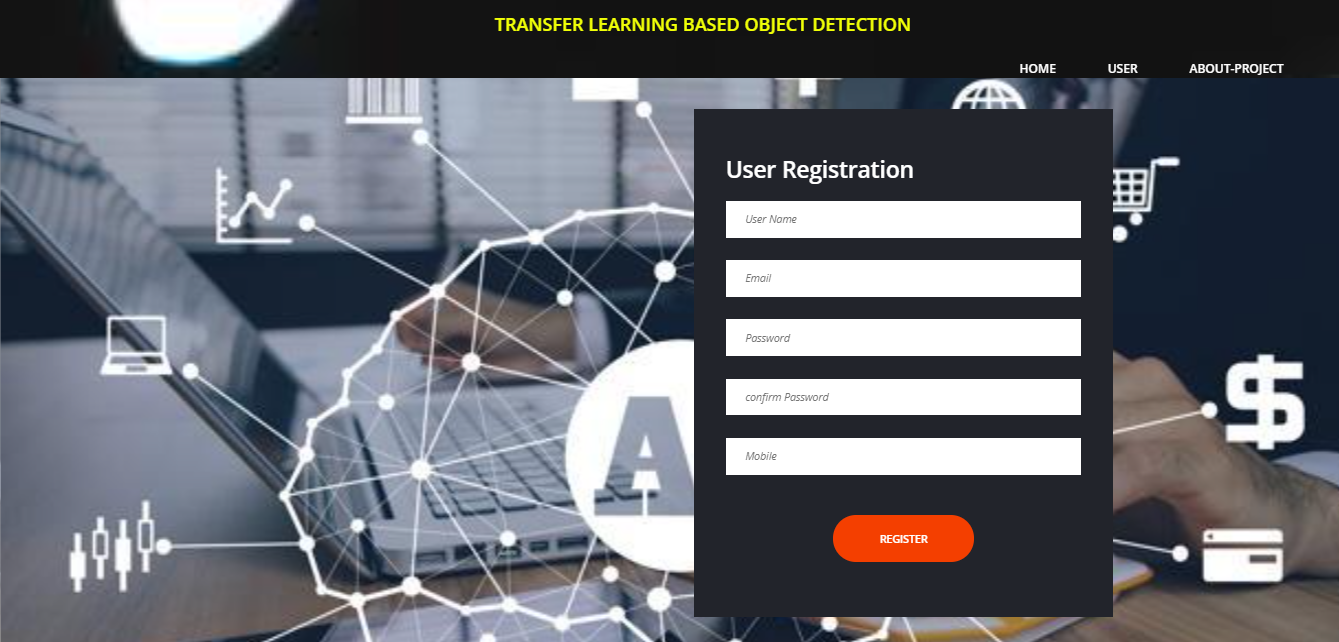 TRANSFER LEARNING BASED OBJECT DETECTION
HOME USER ABOUT-PROJECT
User Registration
User Name
Email
Password
confirm Password
Mobile
REGISTER
A
$